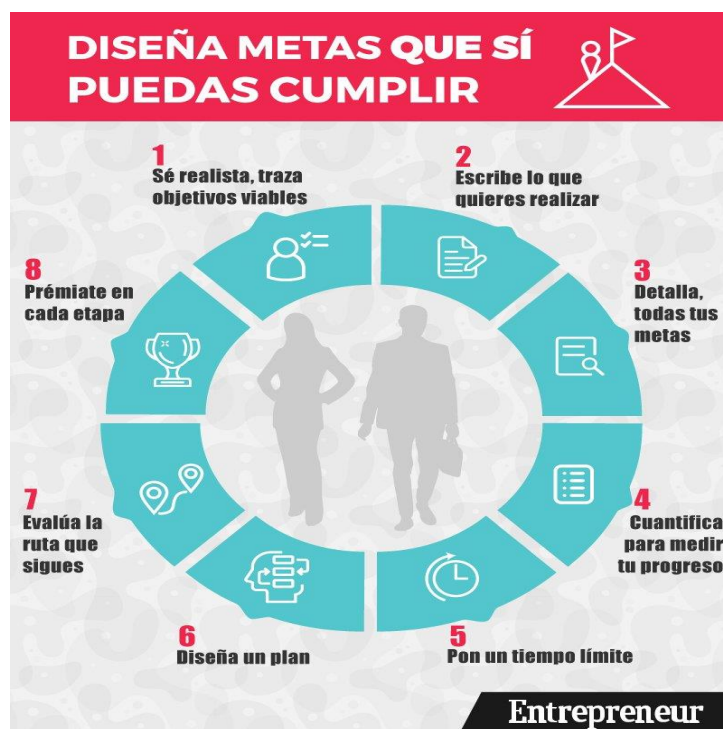 DISEÑA METAS QUE SÍ
PUEDAS CUMPLIR
1
Sé realista, traza
objetivos viables
2
Escribe lo que
quieres realizar
3
Detalla,
todas tus
metas
4
Cuantifica
para medir
tu progreso
5
Pon un tiempo límite
6
Diseña un plan
7
Evalúa la
ruta que
sigues
8
Prémiate en
cada etapa
Entrepreneur